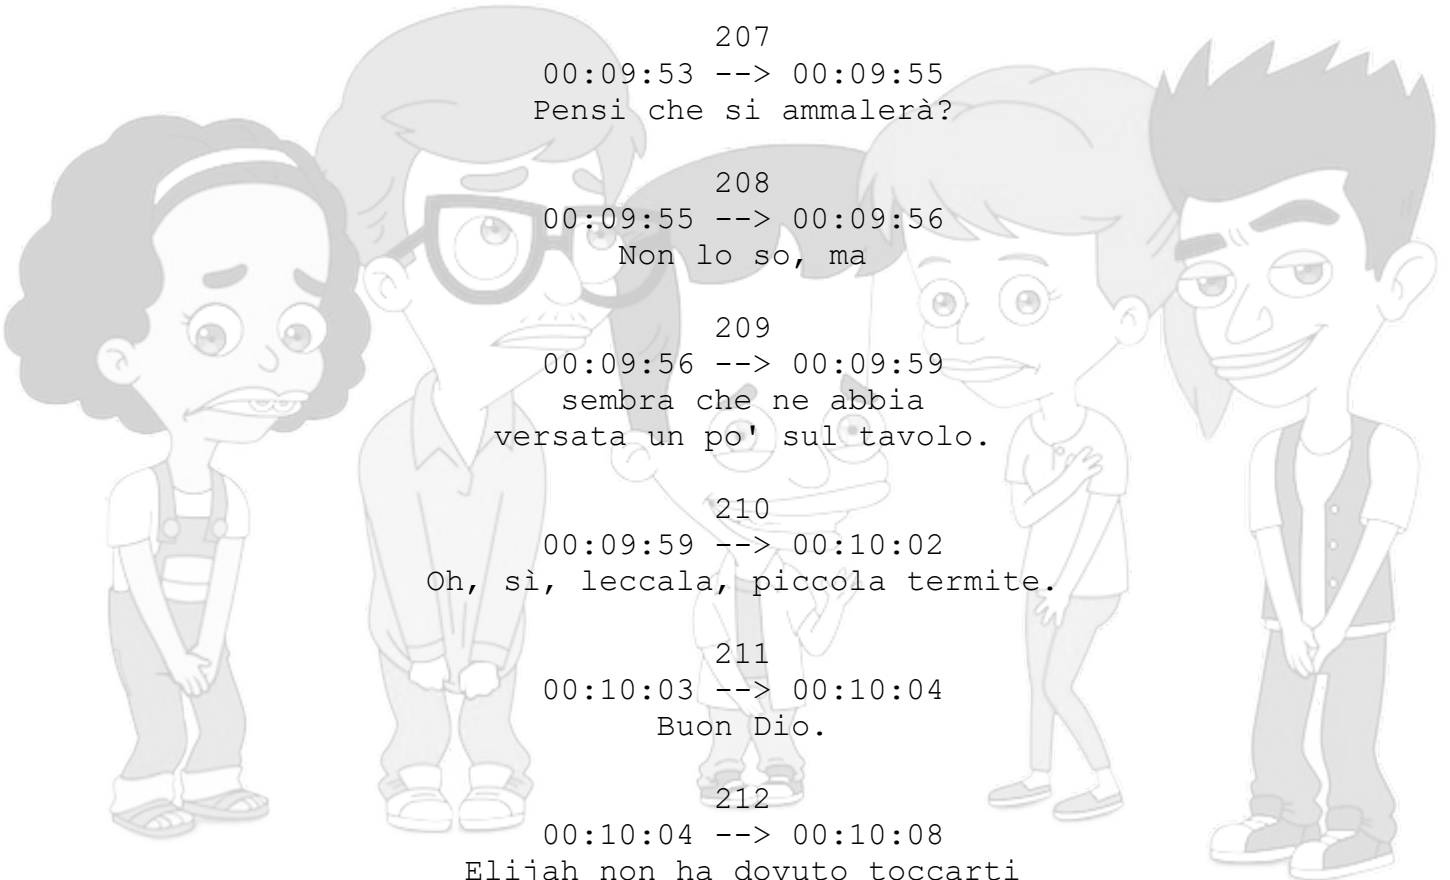 207
00:09:53 --> 00:09:55
Pensi che si ammalerà?
208
00:09:55 --> 00:09:56
Non lo so, ma
209
00:09:56 --> 00:09:59
sembra che ne abbia
versata un po' sul tavolo.
210
00:09:59 --> 00:10:02
Oh, sì, leccala, piccola termite.
211
00:10:03 --> 00:10:04
Buon Dio.
212
00:10:04 --> 00:10:08
Elijah non ha dovuto toccarti